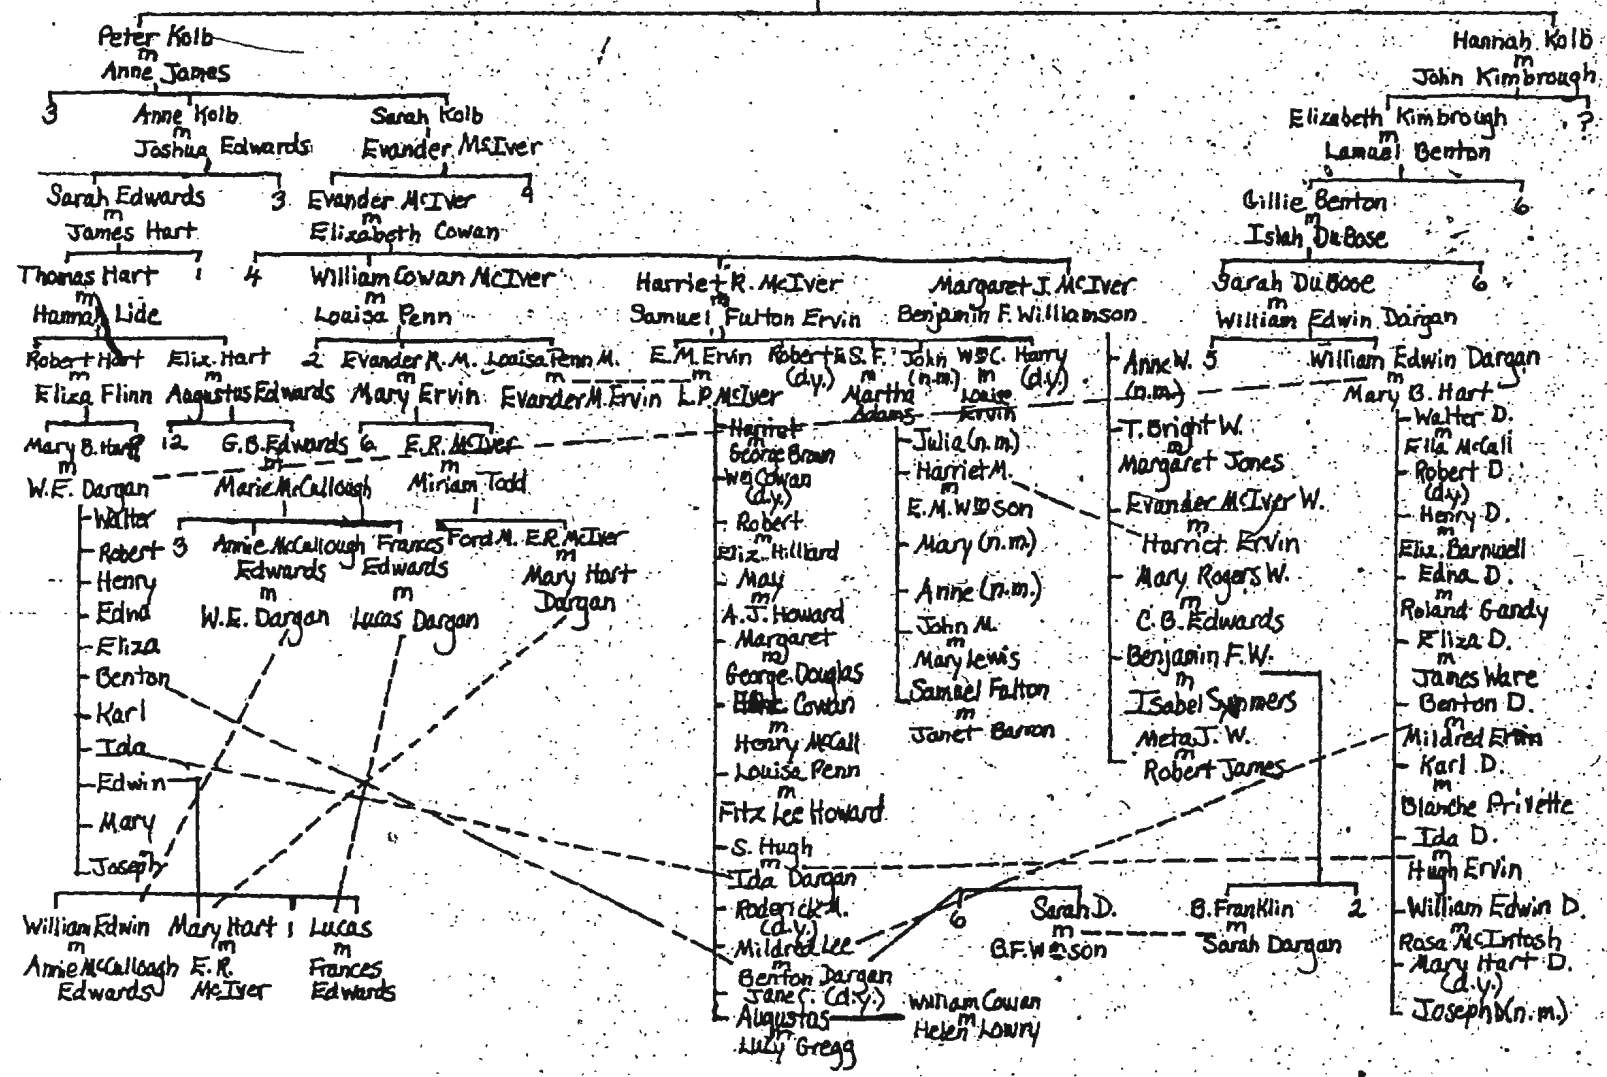 Peter Kolb
m
Anne James
Hannah Kolb
m
John Kimbrough
3
Anne Kolb
m
Joshua Edwards
Sarah Kolb
Evander McIver
Elizabeth Kimbrough
m
Lamuel Benton
?
Sarah Edwards
m
James Hart
3
Evander McIver
m
Elizabeth Cowan
4
Gillie Benton
m
Isiah DuBose
6
Thomas Hart
m
Hannah Lide
1
4
William Cowan McIver
m
Louisa Penn
Harriet R. McIver
m
Samuel Fulton Ervin
Margaret J. McIver
Benjamin F. Williamson
Sarah DuBose
m
William Edwin Dargan
6
Robert Hart
m
Eliza Flinn
Eliz. Hart
m
Augustus Edwards
2
Evander R. M.
m
Mary Ervin
Louisa Penn M.
m
Evander M. Ervin
E.M. Ervin
m
L.P. McIver
Robert E.
(d.y.)
S. F.
m
Martha
Adams
John
(n.m.)
Wm C.
m
Louise
Ervin
Harry
(d.y.)
Anne W.
(n.m.)
5
William Edwin Dargan
m
Mary B. Hart
Mary B. Hart
m
W.E. Dargan
?
12
G.B. Edwards
m
Marie McCullough
6
E.R. McIver
m
Miriam Todd
Walter
Robert
Henry
Edna
Eliza
Benton
Karl
Ida
Edwin
Mary
Joseph
3
Annie McCullough
Edwards
m
W.E. Dargan
Frances
Edwards
m
Lucas Dargan
Ford M.
E.R. McIver
m
Mary Hart
Dargan
Harriet
m
George Brown
Wm Cowan
(d.y.)
Robert
m
Eliz. Hilliard
May
m
A.J. Howard
Margaret
m
George Douglas
Cowan
m
Henry McCall
Louisa Penn
m
Fitz Lee Howard
S. Hugh
m
Ida Dargan
Roderick M.
(d.y.)
Mildred Lee
m
Benton Dargan
Jane C. (d.y.)
Augustas
m
Lucy Gregg
Julia (n.m.)
Harriet M.
m
E.M. Wmson
Mary (n.m.)
Anne (n.m.)
John M.
m
Mary Lewis
Samuel Falton
m
Janet Barron
T. Bright W.
m
Margaret Jones
Evander McIver W.
m
Harriet Ervin
Mary Rogers W.
m
C.B. Edwards
Benjamin F. W.
m
Isabel Summers
Meta J. W.
m
Robert James
Walter D.
m
Ella McCall
Robert D.
(d.y)
Henry D.
m
Eliz. Barnwell
Edna D.
m
Roland Gandy
Eliza D.
m
James Ware
Benton D.
m
Mildred Ervin
Karl D.
m
Blanche Privette
Ida D.
m
Hugh Ervin
William Edwin D.
m
Rosa McIntosh
Mary Hart D.
(d.y.)
Joseph D (n.m.)
William Edwin
m
Annie McCullough
Edwards
Mary Hart
m
E.R.
McIver
1
Lucas
m
Frances
Edwards
6
Sarah D.
m
B.F. Wmson
B. Franklin
m
Sarah Dargan
2
William Cowan
m
Helen Lowry